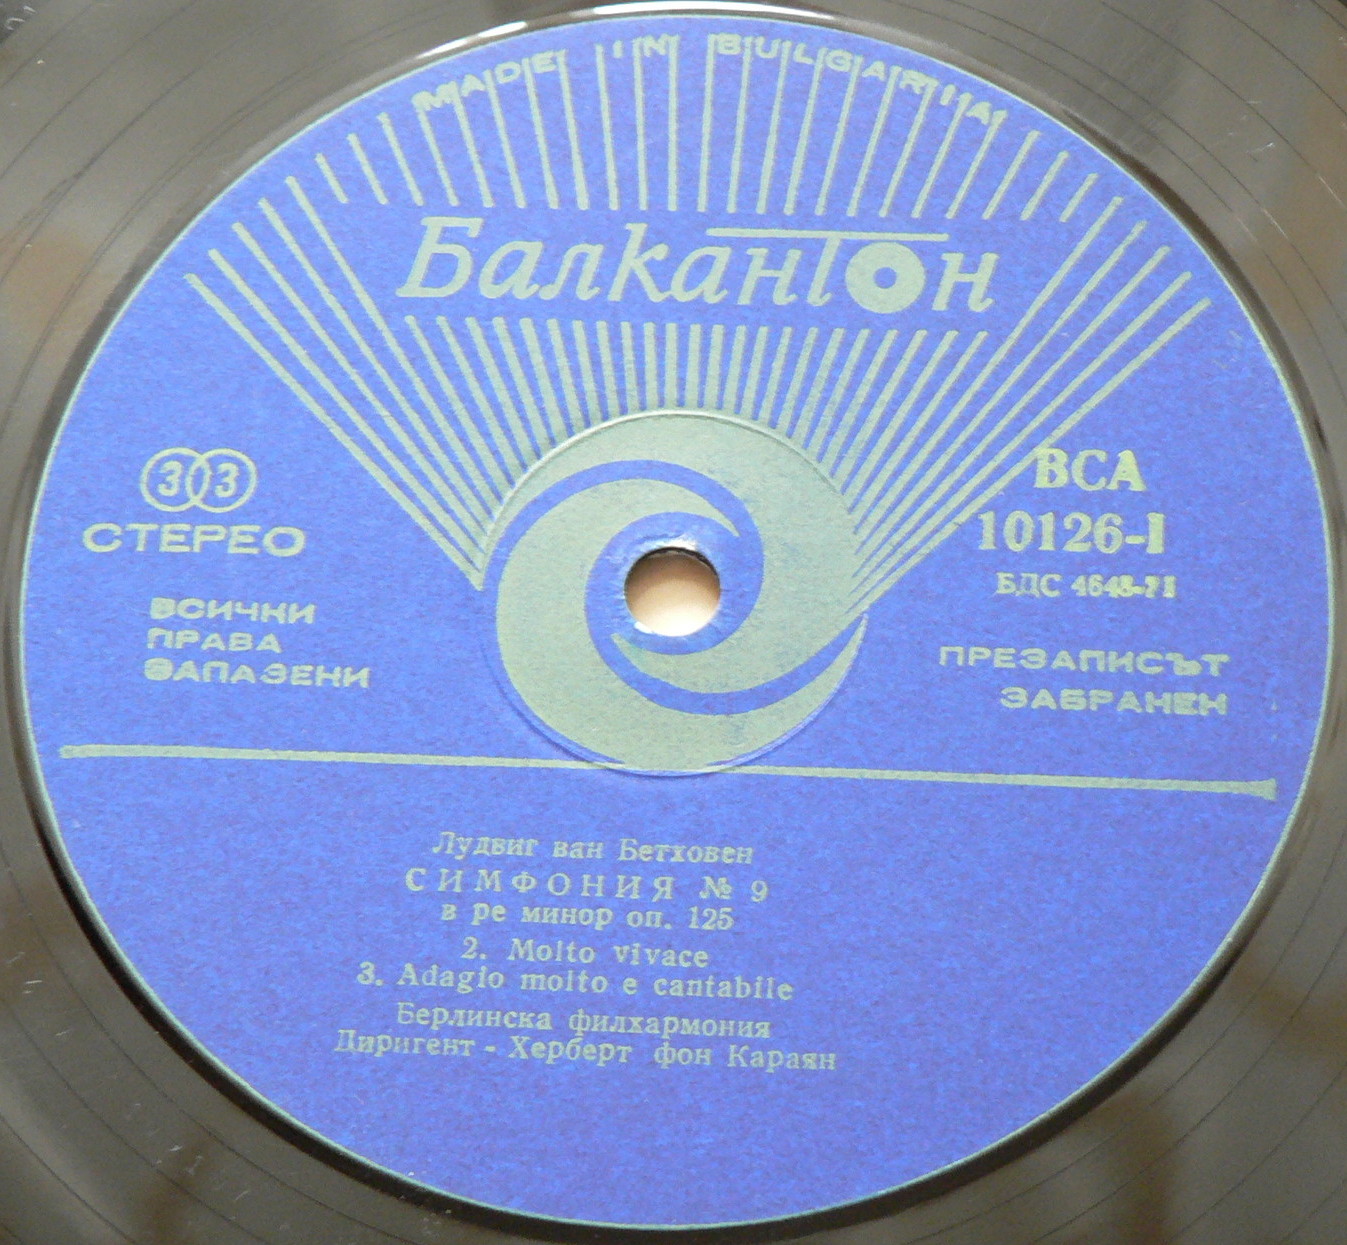 MADE IN BULGARIA
Балкантон
33
СТЕРЕО
ВСИЧКИ
ПРАВА
ЗАПАЗЕНИ
ВСА
10126-I
БДС 4648-71
ПРЕЗАПИСЪТ
ЗАБРАНЕН
Лудвиг ван Бетховен
СИМФОНИЯ № 9
в ре минор оп. 125
2. Molto vivace
3. Adagio molto e cantabile
Берлинска филхармония
Диригент - Херберт фон Караян